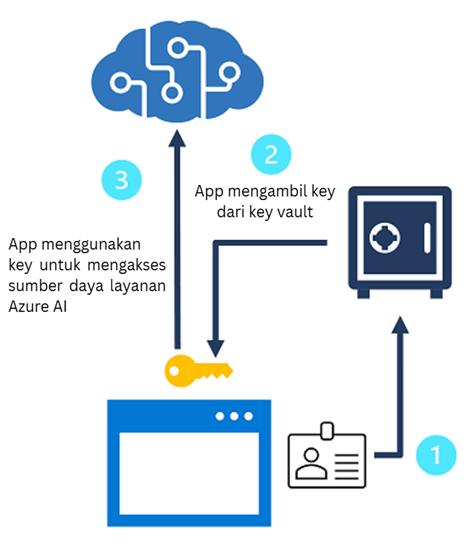 3
2
App mengambil key
dari key vault
App menggunakan
key untuk mengakses
sumber daya layanan
Azure AI
1